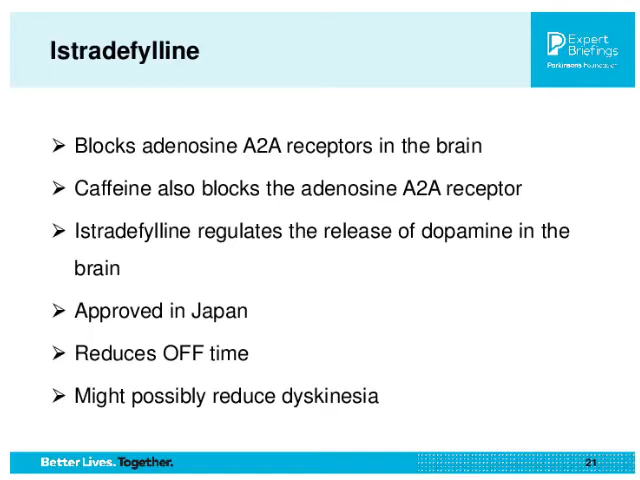 Istradefylline
Expert
Briefings
Parkinson's Foundation
➢ Blocks adenosine A2A receptors in the brain
➢ Caffeine also blocks the adenosine A2A receptor
➢ Istradefylline regulates the release of dopamine in the
brain
➢ Approved in Japan
➢ Reduces OFF time
➢ Might possibly reduce dyskinesia
Better Lives. Together.
21